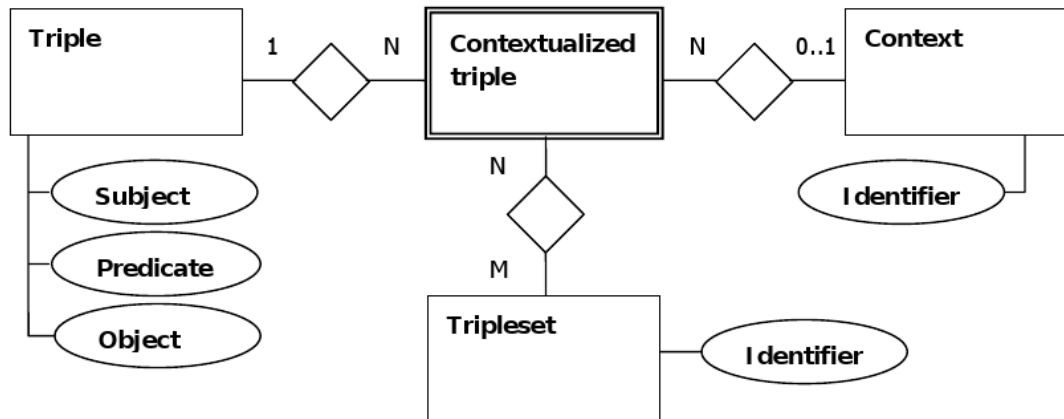 Triple
1
N
Contextualized
triple
N
0..1
Context
Subject
Predicate
Object
N
M
Identifier
Tripleset
Identifier